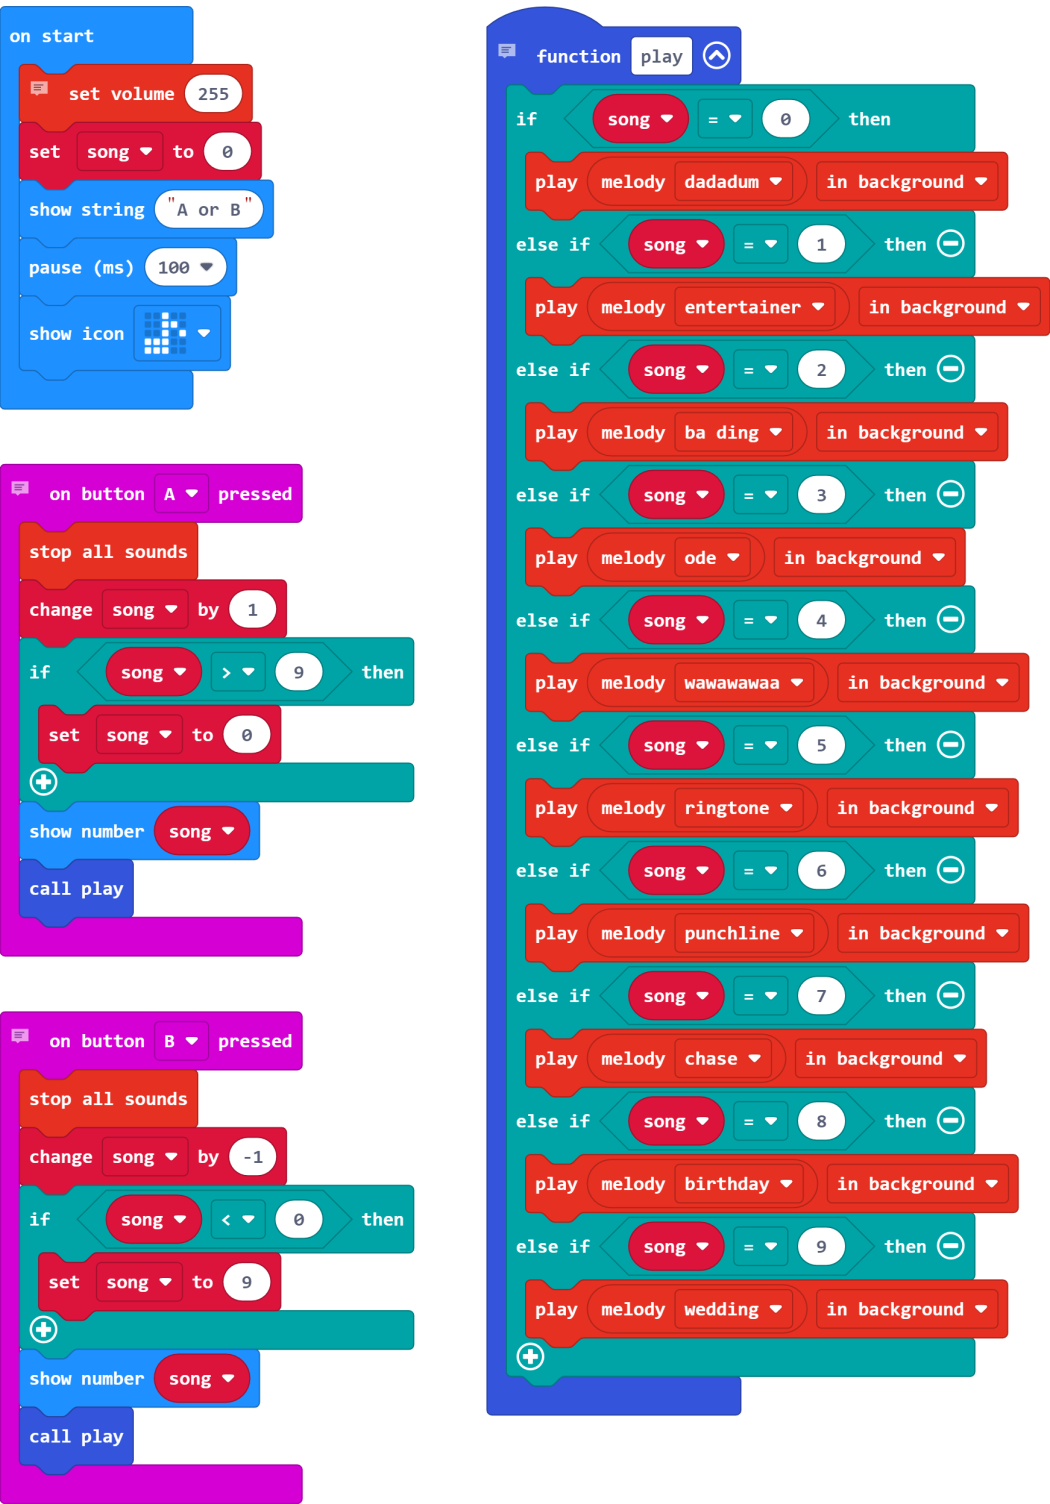 on start
set volume 255
set song to 0
show string "A or B"
pause (ms) 100
show icon
on button A pressed
stop all sounds
change song by 1
if song > 9 then
set song to 0
show number song
call play
on button B pressed
stop all sounds
change song by -1
if song < 0 then
set song to 9
show number song
call play
function play
if song = 0 then
play melody dadadum in background
else if song = 1 then
play melody entertainer in background
else if song = 2 then
play melody ba ding in background
else if song = 3 then
play melody ode in background
else if song = 4 then
play melody wawawawaa in background
else if song = 5 then
play melody ringtone in background
else if song = 6 then
play melody punchline in background
else if song = 7 then
play melody chase in background
else if song = 8 then
play melody birthday in background
else if song = 9 then
play melody wedding in background